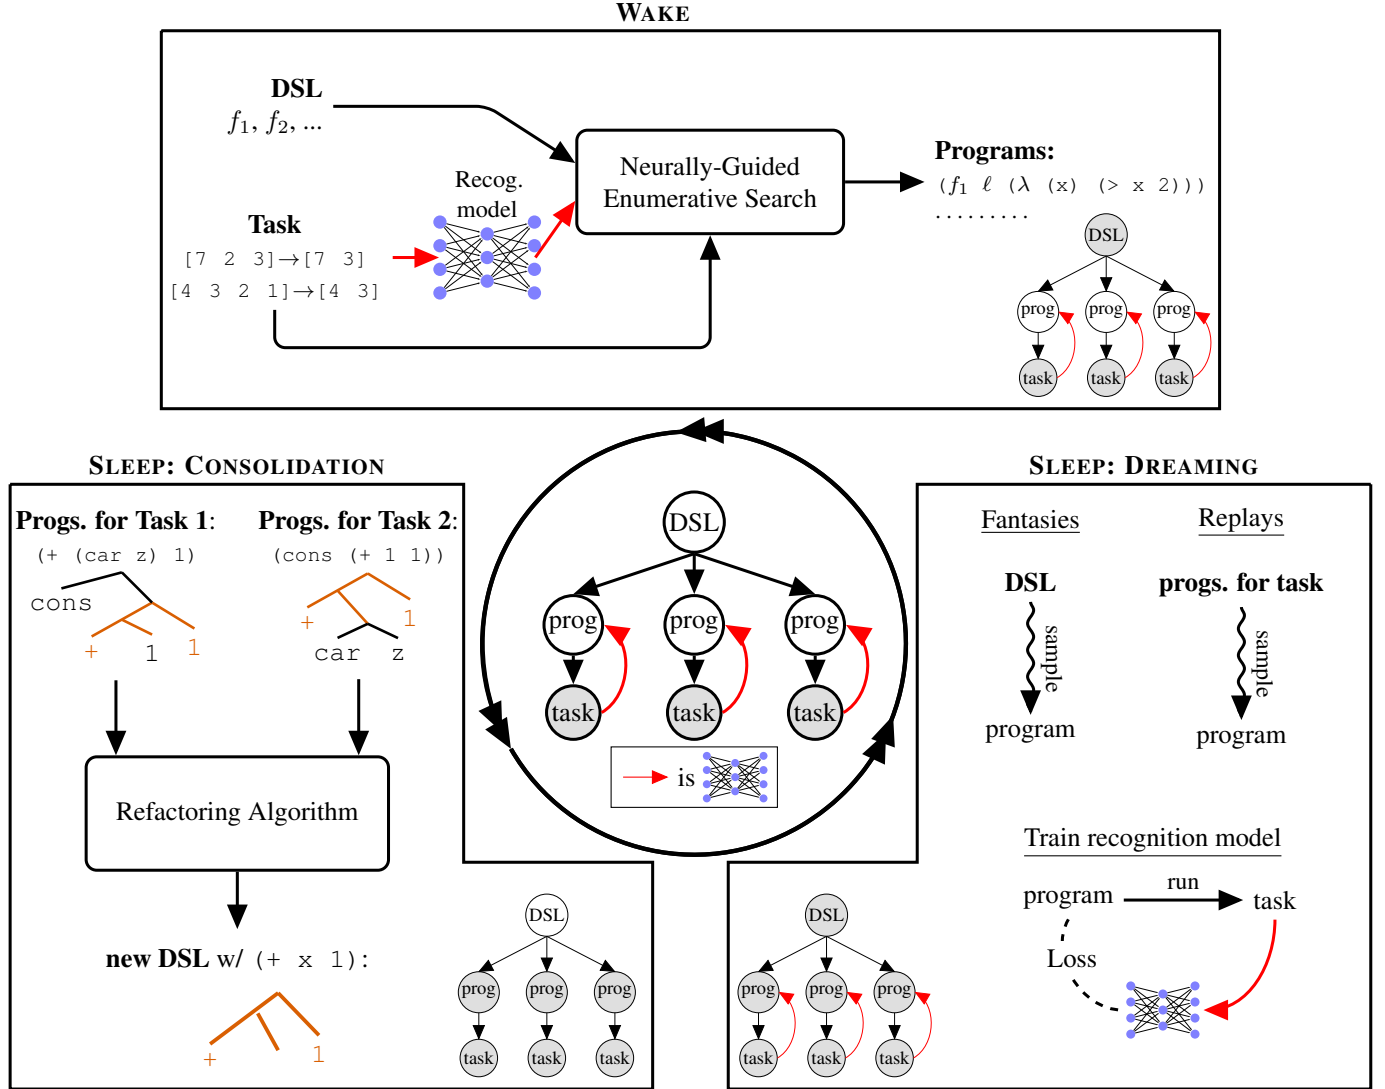 WAKE
DSL
f1, f2, ...
Recog.
model
Task
[7 2 3]→[7 3]
[4 3 2 1]→[4 3]
Neurally-Guided
Enumerative Search
Programs:
(f1 ℓ (λ (x) (> x 2)))
.........
DSL
prog prog prog
task task task
SLEEP: CONSOLIDATION
Progs. for Task 1:
(+ (car z) 1)
cons
+ 1 1
Progs. for Task 2:
(cons (+ 1 1))
+ 1
car z
Refactoring Algorithm
new DSL w/ (+ x 1):
+ 1
DSL
prog prog prog
task task task
DSL
prog prog prog
task task task
is
SLEEP: DREAMING
Fantasies
DSL
sample
program
Replays
progs. for task
sample
program
Train recognition model
program run task
Loss
DSL
prog prog prog
task task task